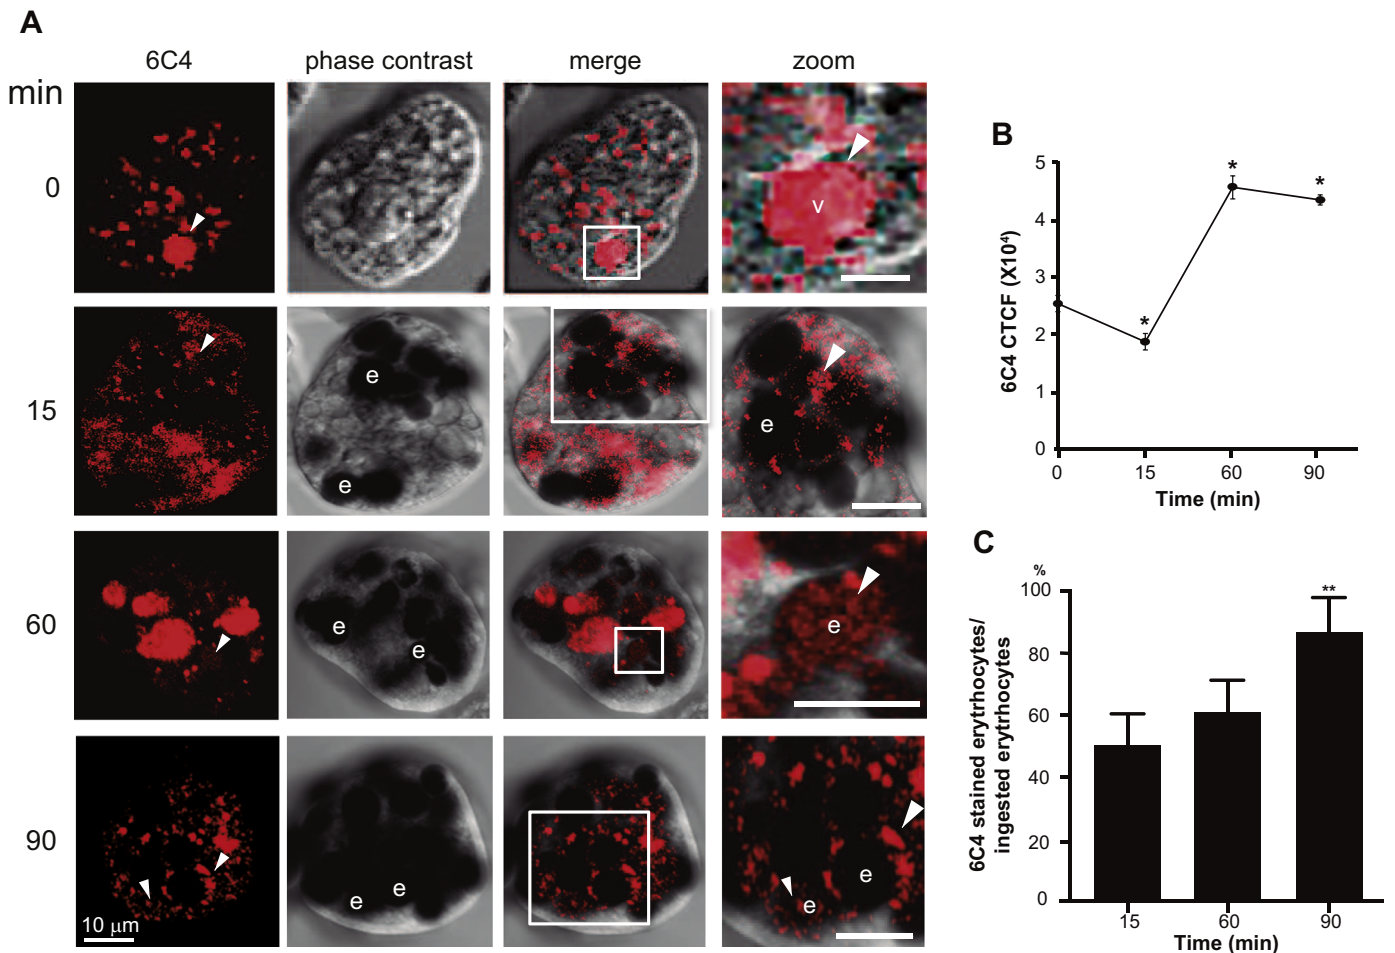 A
6C4 phase contrast merge zoom
min
0
v
15
e
e
e
60
e
e
e
90
e
e
e
e
10 μm
B
6C4 CTCF (X10⁴)
5
4
3
2
1
0
*
*
*
0 15 60 90
Time (min)
C
%
6C4 stained erytrhocytes/
ingested erytrhocytes
100
80
60
40
20
0
**
15 60 90
Time (min)